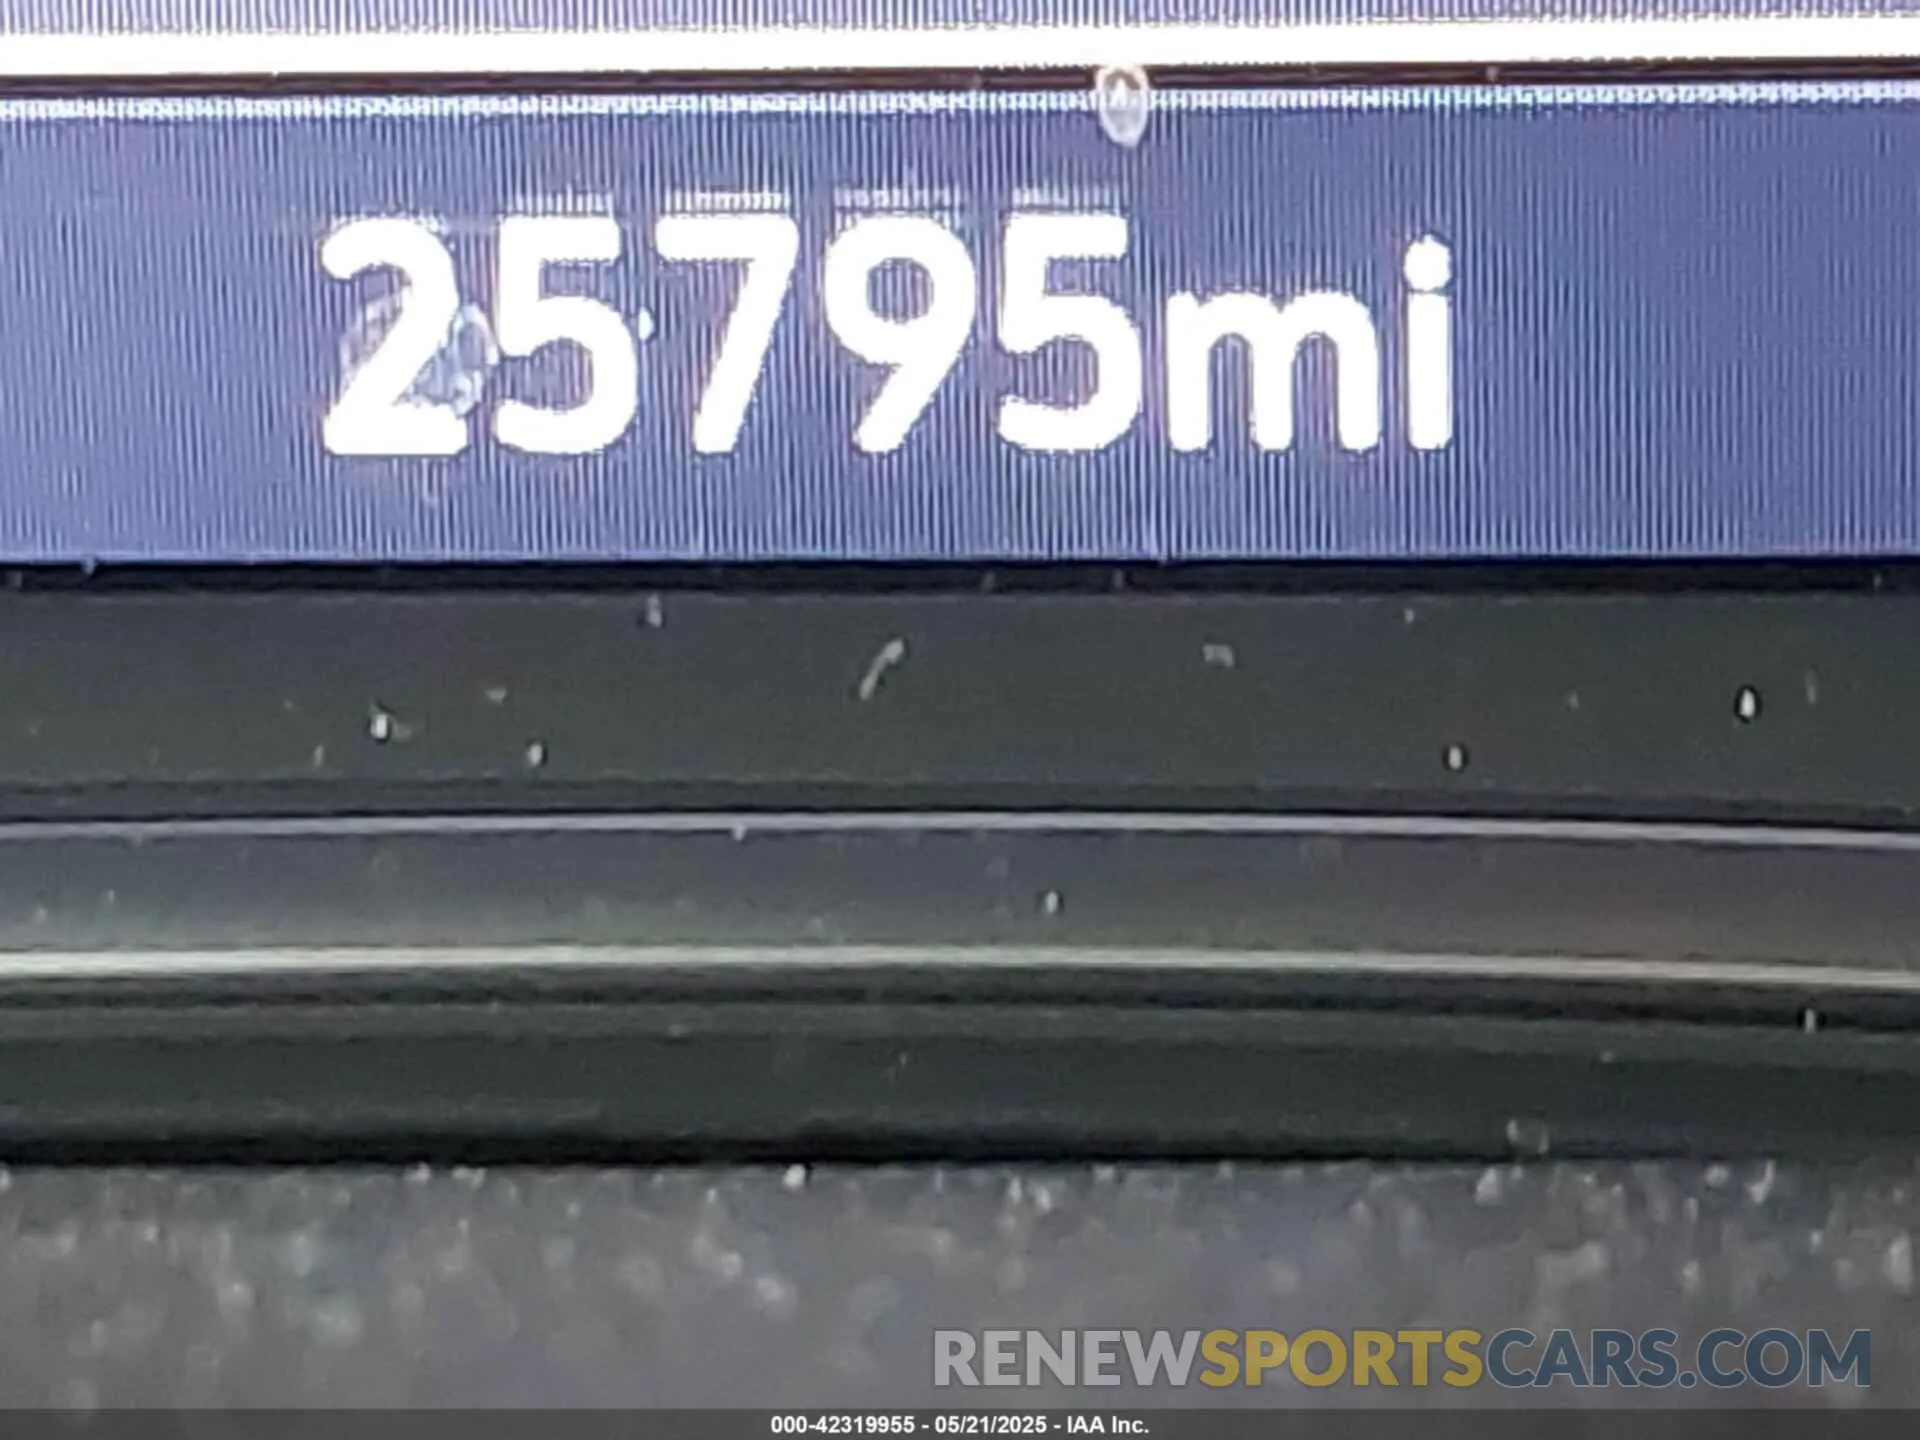 25795mi
RENEWSPORTSCARS.COM
000-42319955 - 05/21/2025 - IAA Inc.